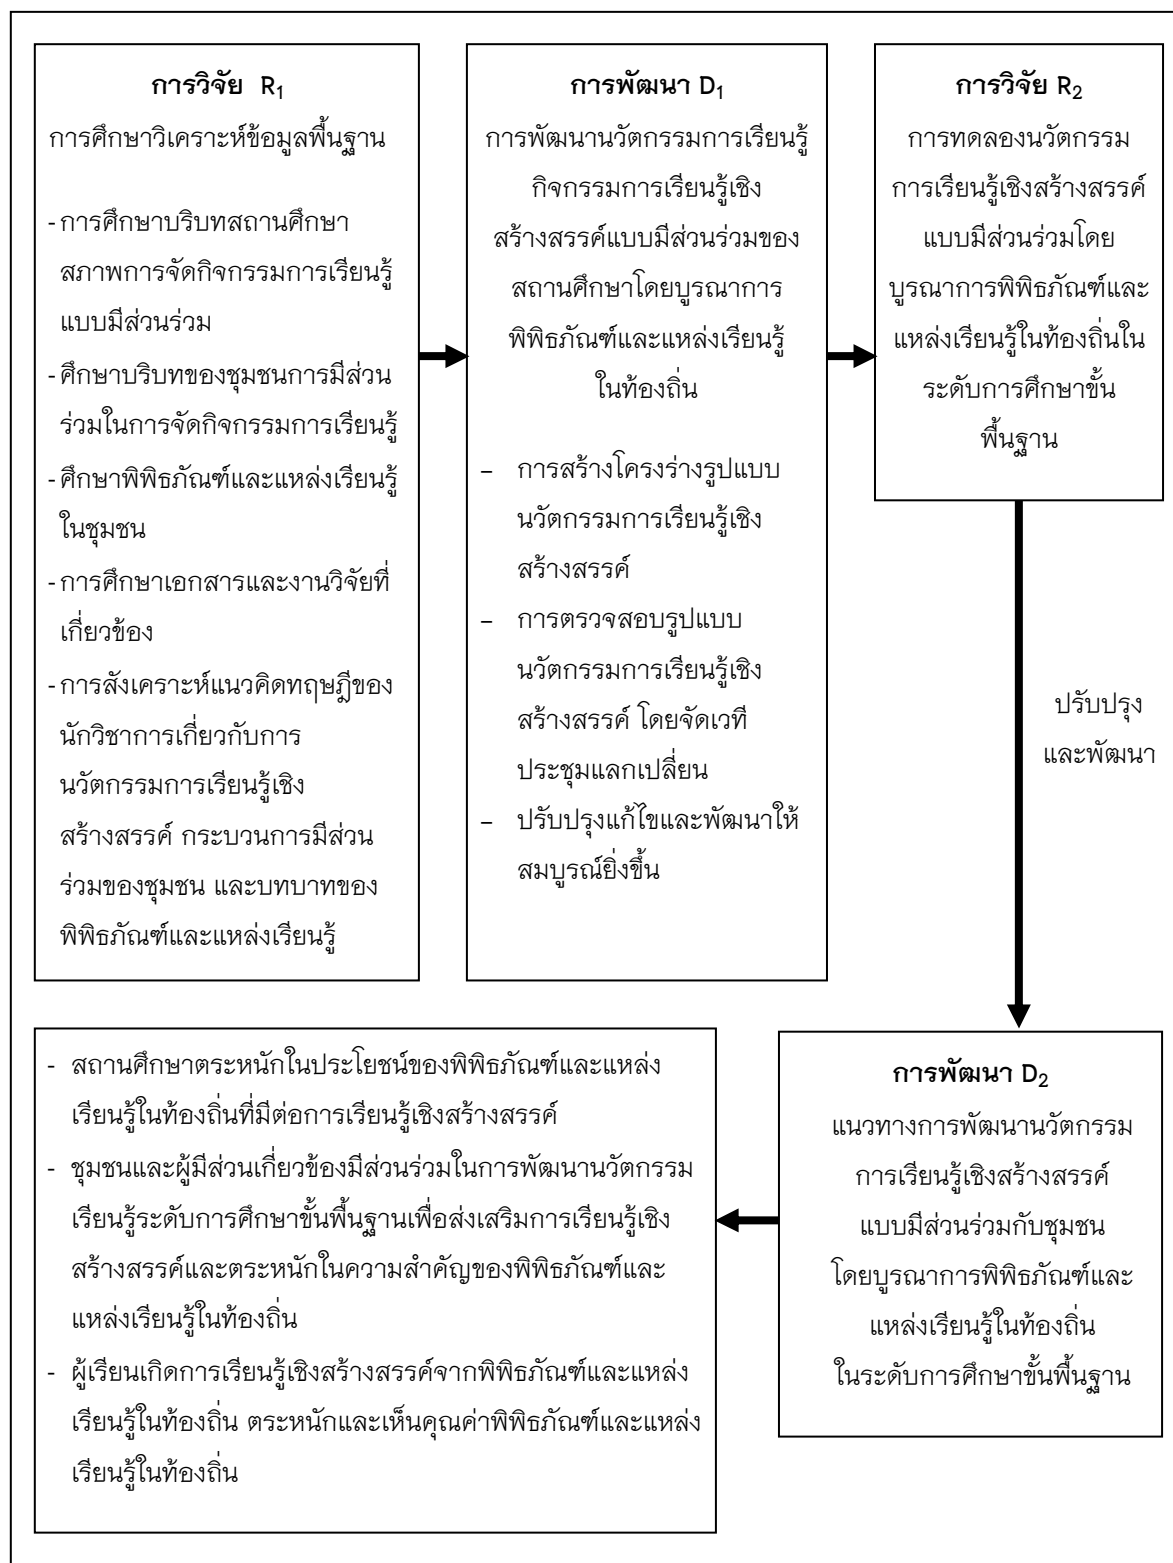 การวิจัย R₁
การศึกษาวิเคราะห์ข้อมูลพื้นฐาน
- การศึกษาบริบทสถานศึกษา
สภาพการจัดกิจกรรมการเรียนรู้
แบบมีส่วนร่วม
- ศึกษาบริบทของชุมชนการมีส่วน
ร่วมในการจัดกิจกรรมการเรียนรู้
- ศึกษาพิพิธภัณฑ์และแหล่งเรียนรู้
ในชุมชน
- การศึกษาเอกสารและงานวิจัยที่
เกี่ยวข้อง
- การสังเคราะห์แนวคิดทฤษฎีของ
นักวิชาการเกี่ยวกับการ
นวัตกรรมการเรียนรู้เชิง
สร้างสรรค์ กระบวนการมีส่วน
ร่วมของชุมชน และบทบาทของ
พิพิธภัณฑ์และแหล่งเรียนรู้
การพัฒนา D₁
การพัฒนานวัตกรรมการเรียนรู้
กิจกรรมการเรียนรู้เชิง
สร้างสรรค์แบบมีส่วนร่วมของ
สถานศึกษาโดยบูรณาการ
พิพิธภัณฑ์และแหล่งเรียนรู้
ในท้องถิ่น
– การสร้างโครงร่างรูปแบบ
นวัตกรรมการเรียนรู้เชิง
สร้างสรรค์
– การตรวจสอบรูปแบบ
นวัตกรรมการเรียนรู้เชิง
สร้างสรรค์ โดยจัดเวที
ประชุมแลกเปลี่ยน
– ปรับปรุงแก้ไขและพัฒนาให้
สมบูรณ์ยิ่งขึ้น
การวิจัย R₂
การทดลองนวัตกรรม
การเรียนรู้เชิงสร้างสรรค์
แบบมีส่วนร่วมโดย
บูรณาการพิพิธภัณฑ์และ
แหล่งเรียนรู้ในท้องถิ่นใน
ระดับการศึกษาขั้น
พื้นฐาน
ปรับปรุง
และพัฒนา
การพัฒนา D₂
แนวทางการพัฒนานวัตกรรม
การเรียนรู้เชิงสร้างสรรค์
แบบมีส่วนร่วมกับชุมชน
โดยบูรณาการพิพิธภัณฑ์และ
แหล่งเรียนรู้ในท้องถิ่น
ในระดับการศึกษาขั้นพื้นฐาน
- สถานศึกษาตระหนักในประโยชน์ของพิพิธภัณฑ์และแหล่ง
เรียนรู้ในท้องถิ่นที่มีต่อการเรียนรู้เชิงสร้างสรรค์
- ชุมชนและผู้มีส่วนเกี่ยวข้องมีส่วนร่วมในการพัฒนานวัตกรรม
เรียนรู้ระดับการศึกษาขั้นพื้นฐานเพื่อส่งเสริมการเรียนรู้เชิง
สร้างสรรค์และตระหนักในความสำคัญของพิพิธภัณฑ์และ
แหล่งเรียนรู้ในท้องถิ่น
- ผู้เรียนเกิดการเรียนรู้เชิงสร้างสรรค์จากพิพิธภัณฑ์และแหล่ง
เรียนรู้ในท้องถิ่น ตระหนักและเห็นคุณค่าพิพิธภัณฑ์และแหล่ง
เรียนรู้ในท้องถิ่น